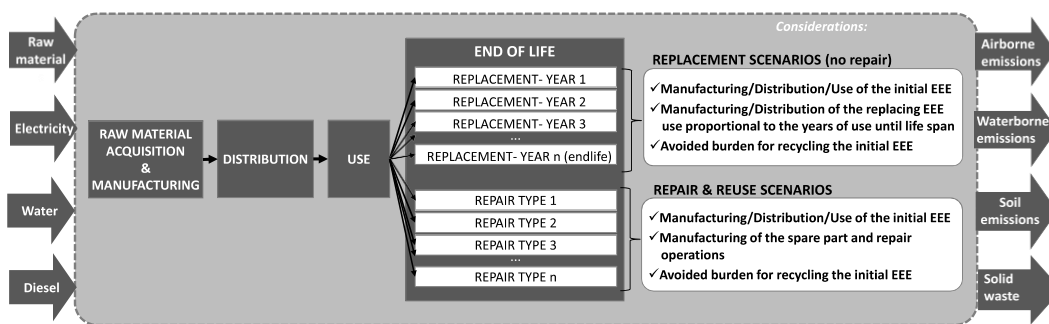 Considerations:
Raw
material
Electricity
Water
Diesel
RAW MATERIAL
ACQUISITION
&
MANUFACTURING
DISTRIBUTION
USE
END OF LIFE
REPLACEMENT- YEAR 1
REPLACEMENT- YEAR 2
REPLACEMENT- YEAR 3
...
REPLACEMENT- YEAR n (endlife)
REPAIR TYPE 1
REPAIR TYPE 2
REPAIR TYPE 3
...
REPAIR TYPE n
REPLACEMENT SCENARIOS (no repair)
✓Manufacturing/Distribution/Use of the initial EEE
✓Manufacturing/Distribution of the replacing EEE
use proportional to the years of use until life span
✓Avoided burden for recycling the initial EEE
REPAIR & REUSE SCENARIOS
✓Manufacturing/Distribution/Use of the initial EEE
✓Manufacturing of the spare part and repair
operations
✓Avoided burden for recycling the initial EEE
Airborne
emissions
Waterborne
emissions
Soil
emissions
Solid
waste